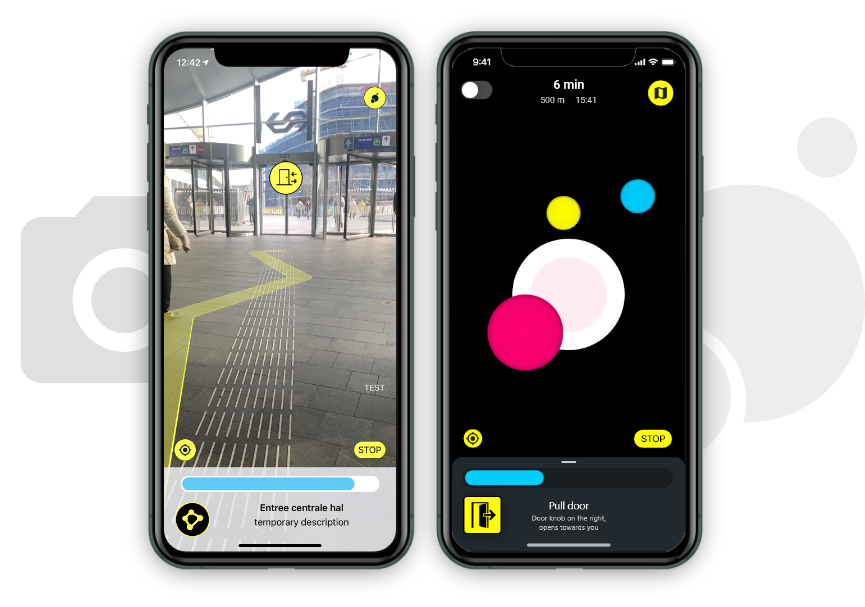 12:42
TEST
STOP
Entree centrale hal
temporary description
9:41
6 min
500 m 15:41
STOP
Pull door
Door knob on the right,
opens towards you